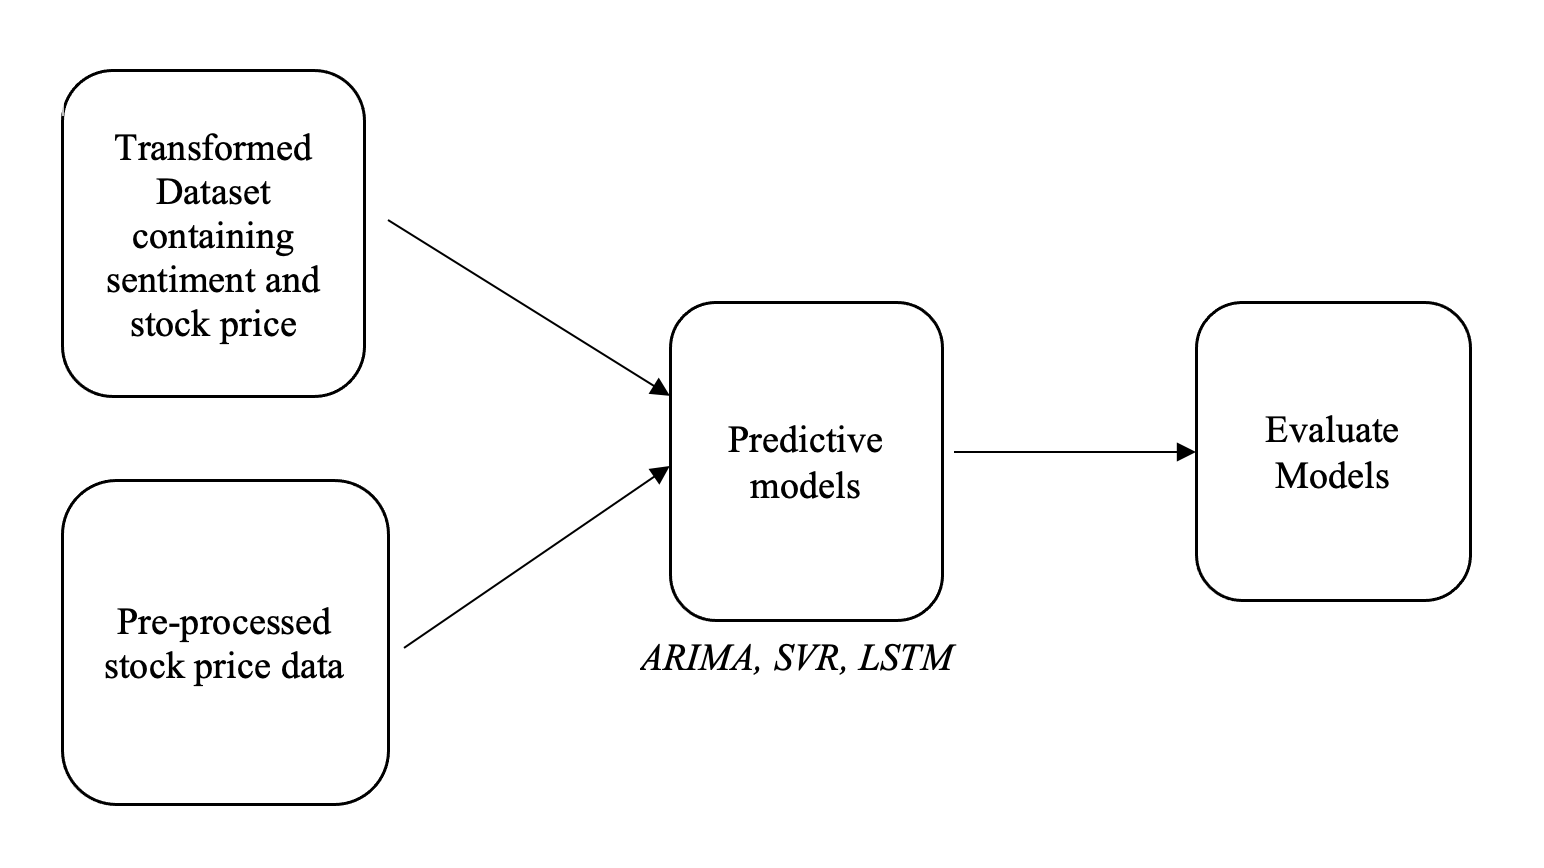 Transformed
Dataset
containing
sentiment and
stock price
Pre-processed
stock price data
Predictive
models
ARIMA, SVR, LSTM
Evaluate
Models